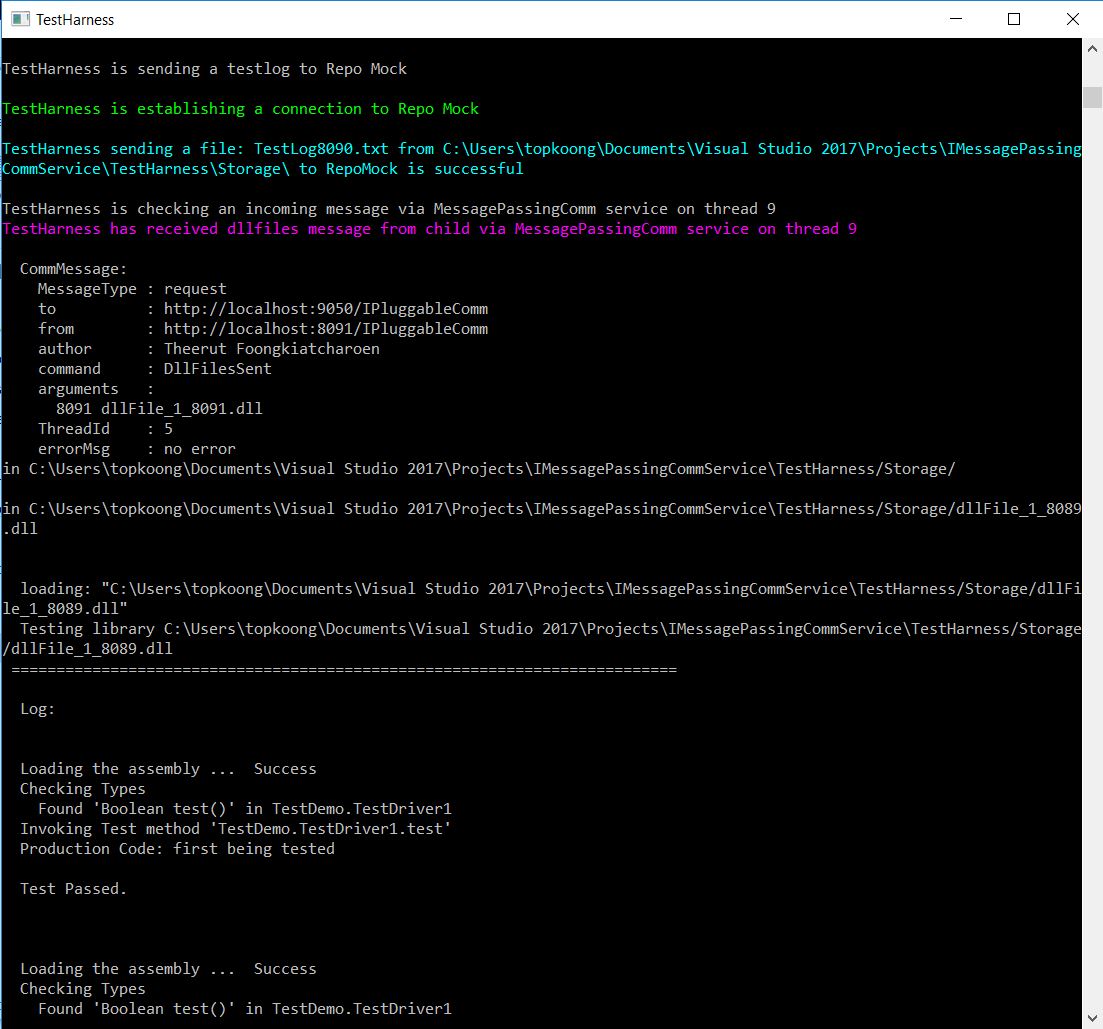 TestHarness
TestHarness is sending a testlog to Repo Mock
TestHarness is establishing a connection to Repo Mock
TestHarness sending a file: TestLog8090.txt from C:\Users\topkoong\Documents\Visual Studio 2017\Projects\IMessagePassing
CommService\TestHarness\Storage\ to RepoMock is successful
TestHarness is checking an incoming message via MessagePassingComm service on thread 9
TestHarness has received dllfiles message from child via MessagePassingComm service on thread 9
CommMessage:
MessageType : request
to : http://localhost:9050/IPluggableComm
from : http://localhost:8091/IPluggableComm
author : Theerut Foongkiatcharoen
command : DllFilesSent
arguments :
8091 dllFile_1_8091.dll
ThreadId : 5
errorMsg : no error
in C:\Users\topkoong\Documents\Visual Studio 2017\Projects\IMessagePassingCommService\TestHarness/Storage/
in C:\Users\topkoong\Documents\Visual Studio 2017\Projects\IMessagePassingCommService\TestHarness/Storage/dllFile_1_8089
.dll
loading: "C:\Users\topkoong\Documents\Visual Studio 2017\Projects\IMessagePassingCommService\TestHarness/Storage/dllFi
le_1_8089.dll"
Testing library C:\Users\topkoong\Documents\Visual Studio 2017\Projects\IMessagePassingCommService\TestHarness/Storage
/dllFile_1_8089.dll
==========================================================================
Log:
Loading the assembly ... Success
Checking Types
Found 'Boolean test()' in TestDemo.TestDriver1
Invoking Test method 'TestDemo.TestDriver1.test'
Production Code: first being tested
Test Passed.
Loading the assembly ... Success
Checking Types
Found 'Boolean test()' in TestDemo.TestDriver1